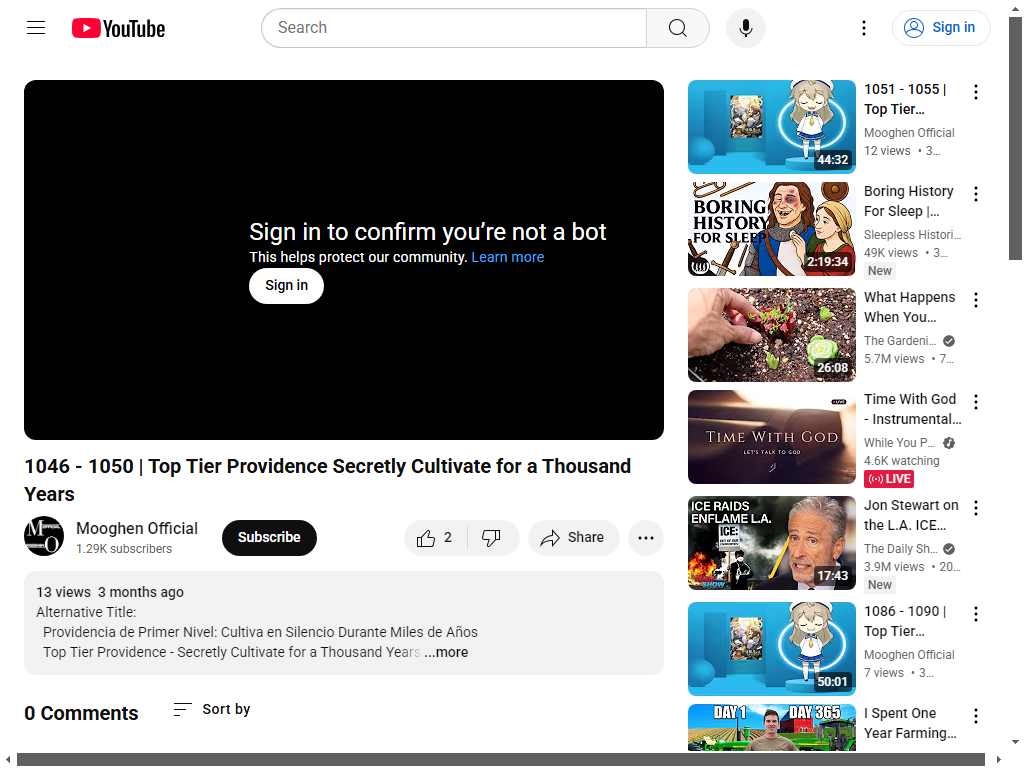 YouTube
Search
Sign in
Sign in to confirm you’re not a bot
This helps protect our community. Learn more
Sign in
1046 - 1050 | Top Tier Providence Secretly Cultivate for a Thousand
Years
Mooghen Official
1.29K subscribers
Subscribe
2
Share
13 views 3 months ago
Alternative Title:
Providencia de Primer Nivel: Cultiva en Silencio Durante Miles de Años
Top Tier Providence - Secretly Cultivate for a Thousand Years ...more
0 Comments
Sort by
44:32
1051 - 1055 |
Top Tier...
Mooghen Official
12 views • 3...
BORING
HISTORY
FOR SLEEP
2:19:34
Boring History
For Sleep |...
Sleepless Histori...
49K views • 3...
New
26:08
What Happens
When You...
The Gardeni...
5.7M views • 7...
LIVE
TIME WITH GOD
LET'S TALK TO GOD
Time With God
- Instrumental...
While You P...
4.6K watching
LIVE
ICE RAIDS
ENFLAME L.A.
ICE:
SHOW
17:43
Jon Stewart on
the L.A. ICE...
The Daily Sh...
3.9M views • 20...
New
50:01
1086 - 1090 |
Top Tier...
Mooghen Official
7 views • 3...
DAY 1 DAY 365
I Spent One
Year Farming...